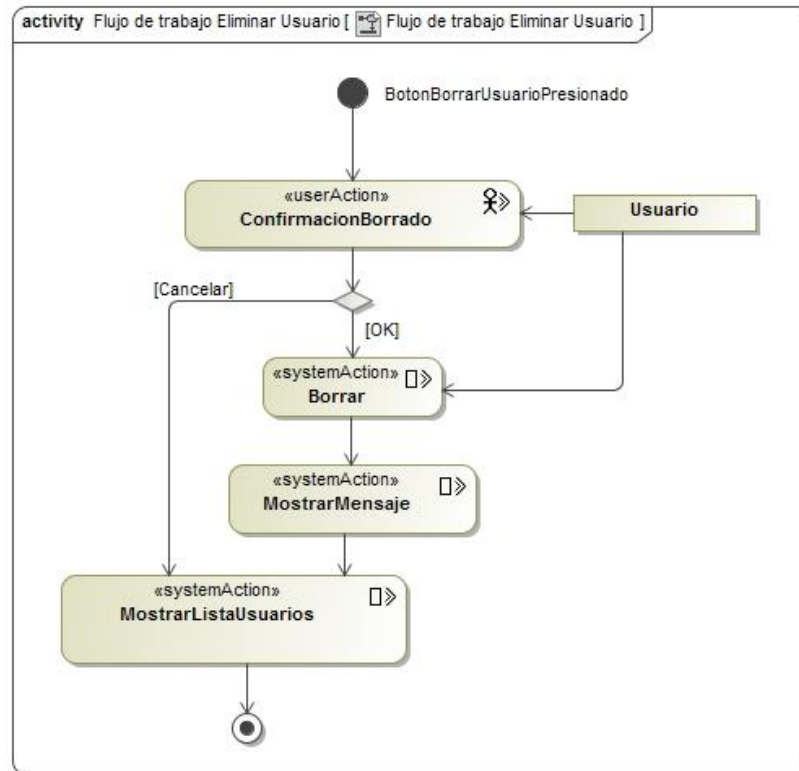 activity Flujo de trabajo Eliminar Usuario [ Flujo de trabajo Eliminar Usuario ]
BotonBorrarUsuarioPresionado
«userAction»
ConfirmacionBorrado
Usuario
[Cancelar]
[OK]
«systemAction»
Borrar
«systemAction»
MostrarMensaje
«systemAction»
MostrarListaUsuarios